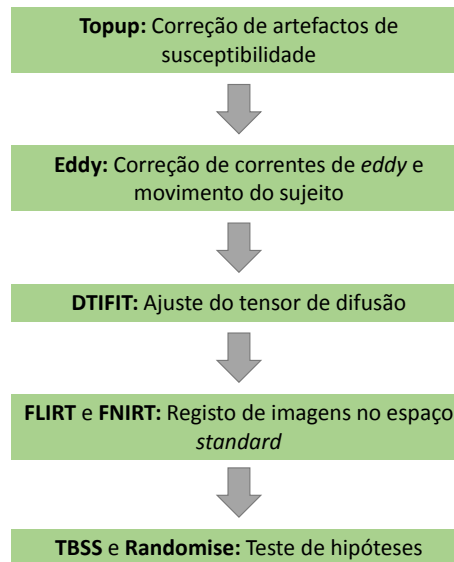 Topup: Correção de artefactos de
susceptibilidade
Eddy: Correção de correntes de eddy e
movimento do sujeito
DTIFIT: Ajuste do tensor de difusão
FLIRT e FNIRT: Registo de imagens no espaço
standard
TBSS e Randomise: Teste de hipóteses